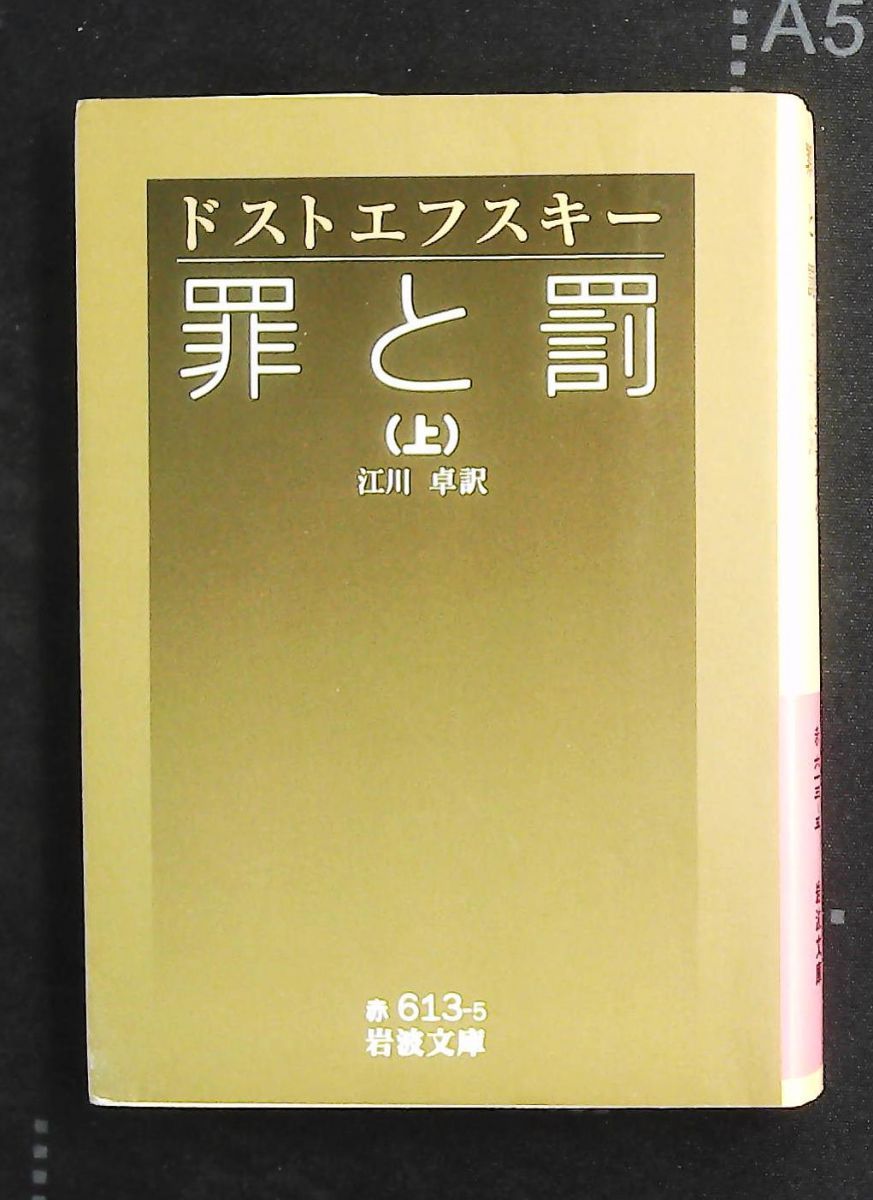 A5
ドストエフスキー
罪と罰
(上)
江川 卓訳
赤 613-5
岩波文庫